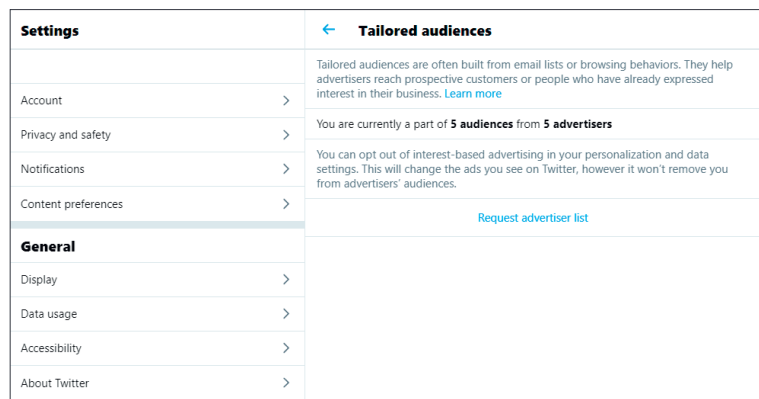 Settings
Account
Privacy and safety
Notifications
Content preferences
General
Display
Data usage
Accessibility
About Twitter
Tailored audiences
Tailored audiences are often built from email lists or browsing behaviors. They help
advertisers reach prospective customers or people who have already expressed
interest in their business. Learn more
You are currently a part of 5 audiences from 5 advertisers
You can opt out of interest-based advertising in your personalization and data
settings. This will change the ads you see on Twitter, however it won't remove you
from advertisers' audiences.
Request advertiser list